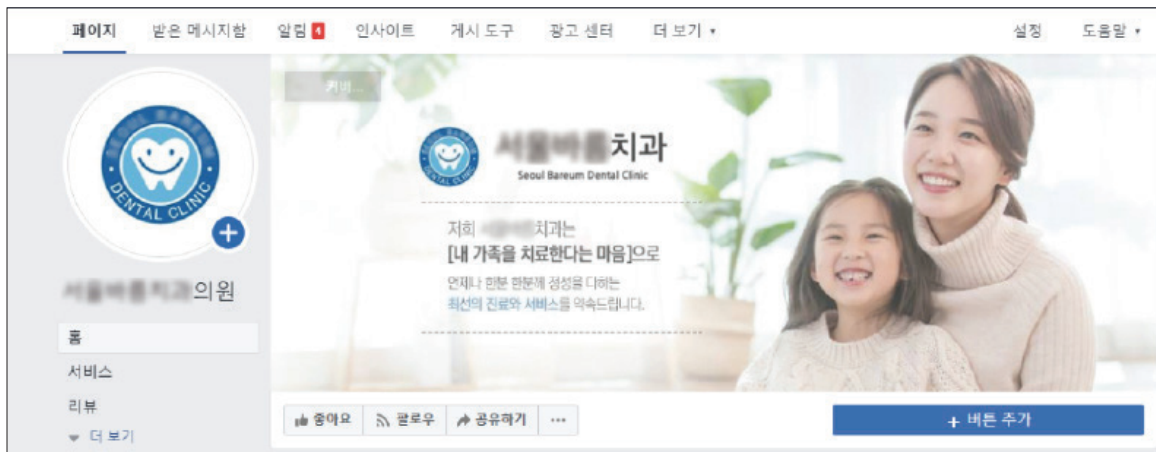 페이지 받은 메시지함 알림 4 인사이트 게시 도구 광고 센터 더 보기 설정 도움말
DENTAL CLINIC
치과
Seoul Bareum Dental Clinic
저희 치과는
[내 가족을 치료한다는 마음]으로
언제나 한분 한분께 정성을 다하는
최선의 진료와 서비스를 약속드립니다.
의원
홈
서비스
리뷰
더 보기
좋아요 팔로우 공유하기 ...
+ 버튼 추가